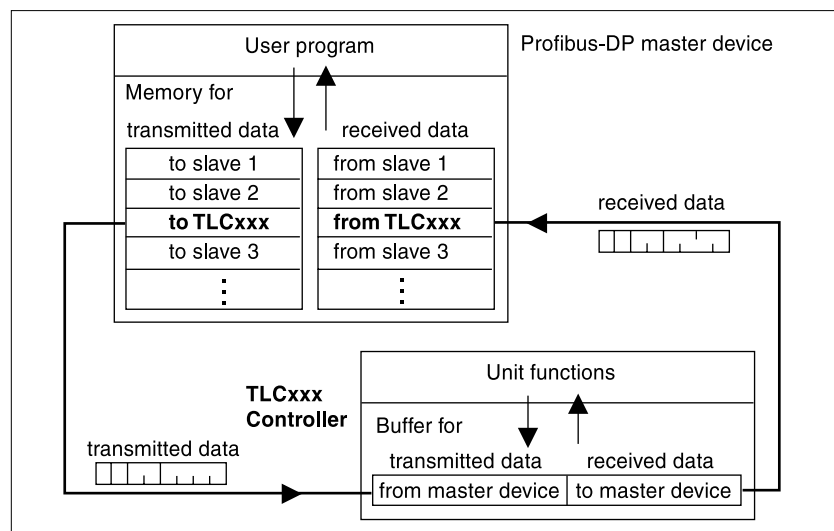 User program
Profibus-DP master device
Memory for
transmitted data
received data
to slave 1
from slave 1
to slave 2
from slave 2
to TLCxxx
from TLCxxx
to slave 3
from slave 3
received data
Unit functions
TLCxxx
Controller
Buffer for
transmitted data
transmitted data
received data
from master device
to master device